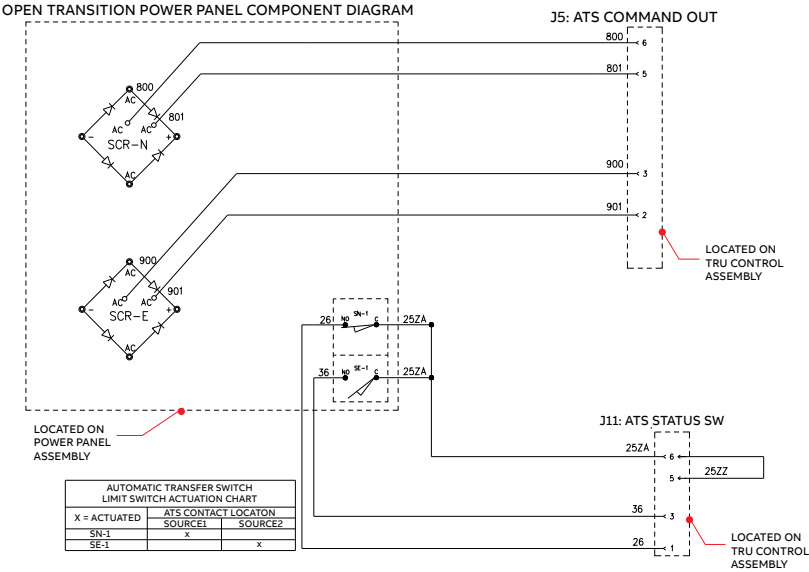 OPEN TRANSITION POWER PANEL COMPONENT DIAGRAM
J5: ATS COMMAND OUT
800
6
801
5
800
AC
801
AC
AC
-
+
SCR-N
AC
900
3
901
2
LOCATED ON
TRU CONTROL
ASSEMBLY
900
AC
901
AC
AC
-
+
SCR-E
AC
26
NO
SN-1
C
25ZA
36
NO
SE-1
C
25ZA
LOCATED ON
POWER PANEL
ASSEMBLY
J11: ATS STATUS SW
25ZA
6
5
25ZZ
36
3
26
1
LOCATED ON
TRU CONTROL
ASSEMBLY
AUTOMATIC TRANSFER SWITCH
LIMIT SWITCH ACTUATION CHART
X = ACTUATED
ATS CONTACT LOCATON
SOURCE1
SOURCE2
SN-1
x
SE-1
x